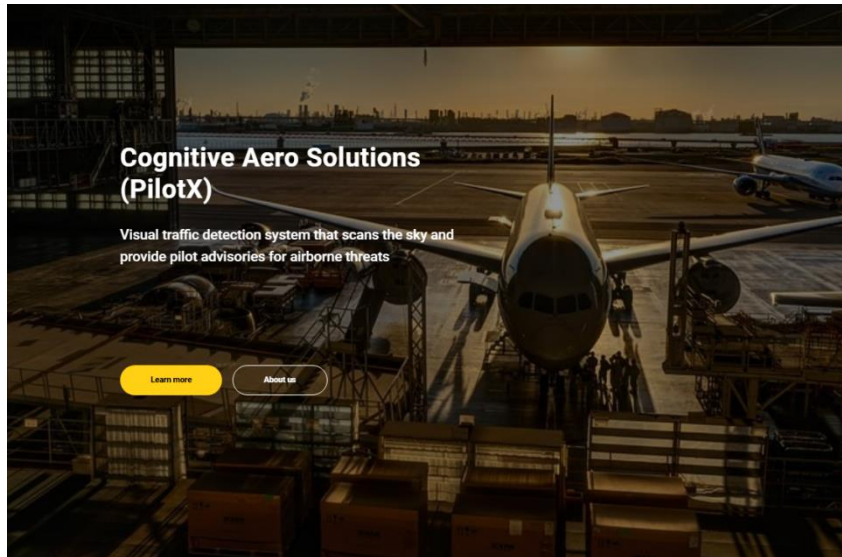 Cognitive Aero Solutions
(PilotX)
Visual traffic detection system that scans the sky and
provide pilot advisories for airborne threats
Learn more
About us